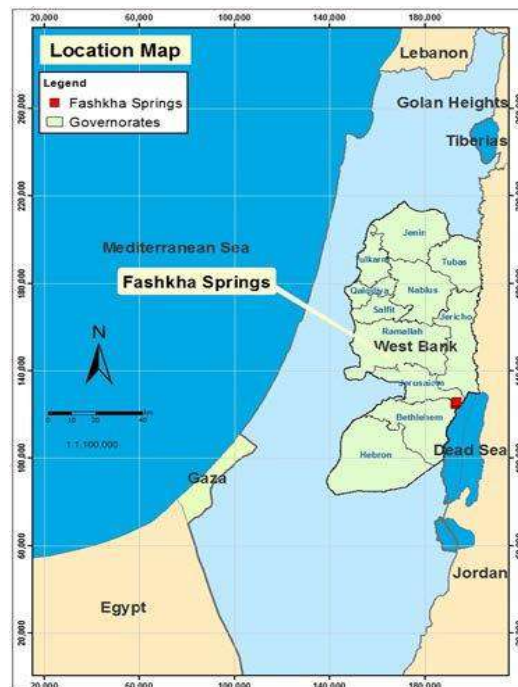 20,000 60,000 100,000 140,000 180,000
Location Map
Legend
Fashkha Springs
Governorates
Lebanon
Golan Heights
Tiberias
Mediterranean Sea
Jenin
Tulkarm
Tubas
Fashkha Springs
Qalqiliya
Nablus
Salfit
Jericho
Ramallah
West Bank
N
Jerusalem
Bethlehem
1:1,100,000
Hebron
Dead Sea
Gaza
Jordan
Egypt
260,000
220,000
180,000
140,000
100,000
60,000
20,000
20,000 60,000 100,000 140,000 180,000